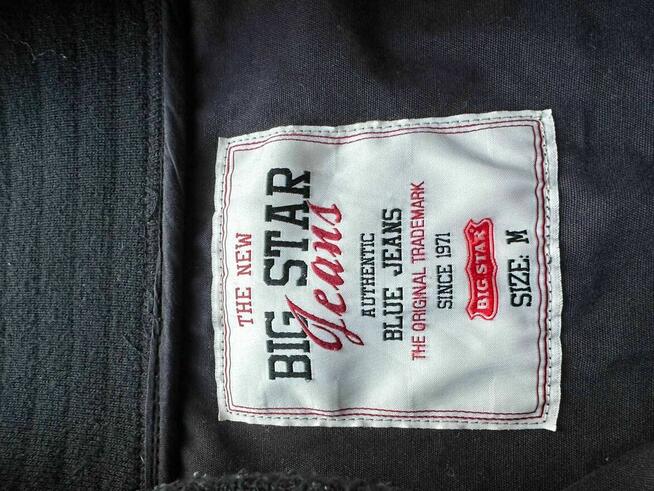 THE NEW
BIG STAR
Jeans
AUTHENTIC
BLUE JEANS
THE ORIGINAL TRADEMARK
SINCE 1971
BIG STAR
SIZE: M